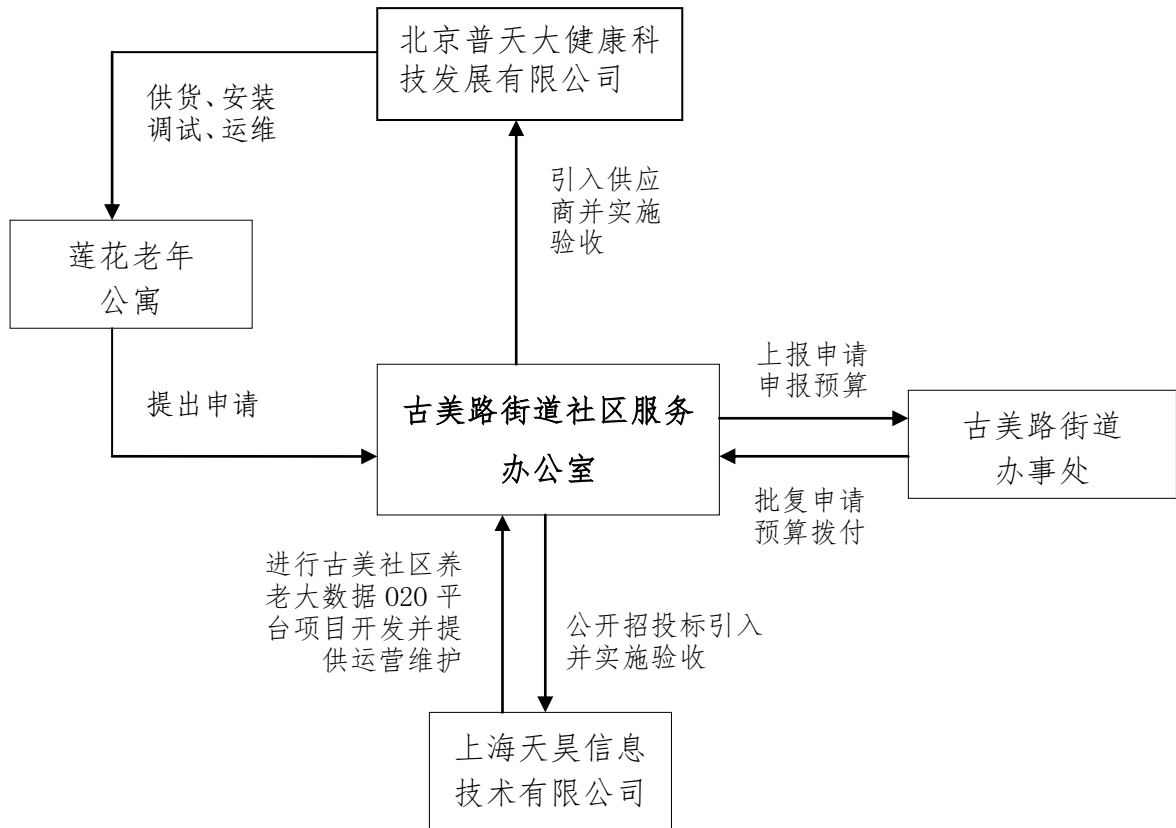 北京普天大健康科
技发展有限公司
供货、安装
调试、运维
引入供应
商并实施
验收
莲花老年
公寓
提出申请
古美路街道社区服务
办公室
上报申请
申报预算
古美路街道
办事处
批复申请
预算拨付
进行古美社区养
老大数据 020 平
台项目开发并提
供运营维护
公开招投标引入
并实施验收
上海天昊信息
技术有限公司